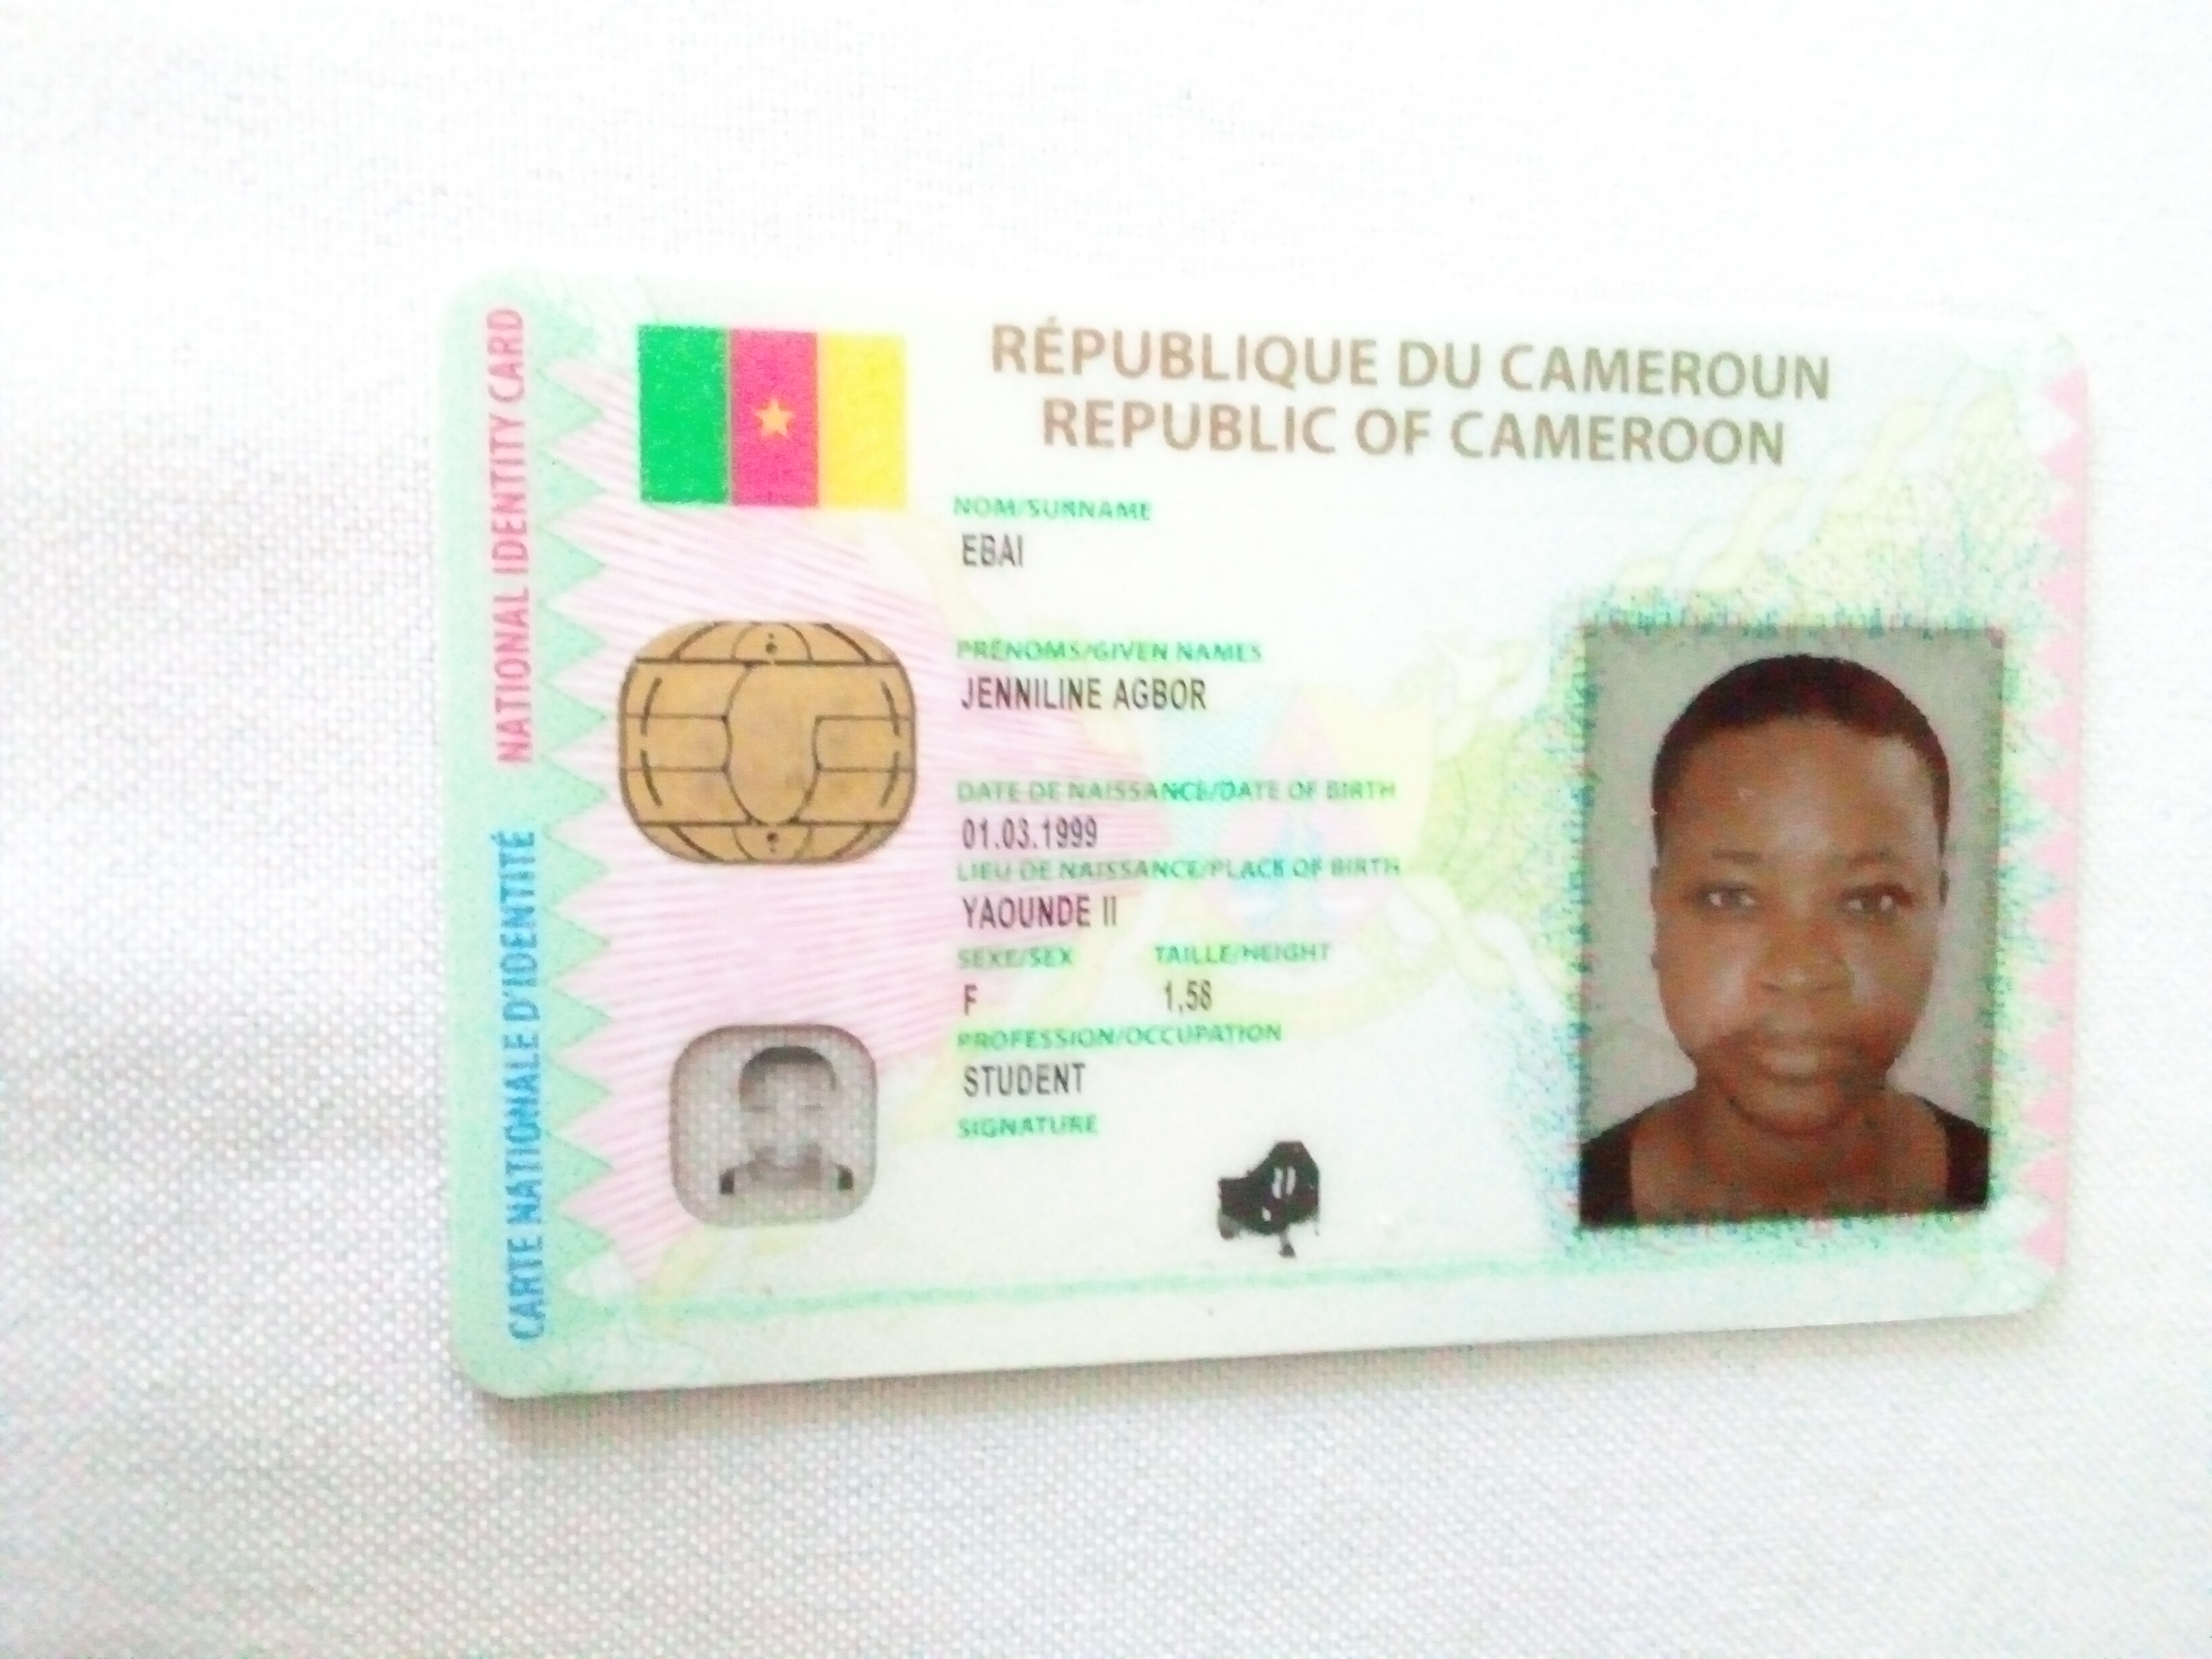 RÉPUBLIQUE DU CAMEROUN
REPUBLIC OF CAMEROON
NATIONAL IDENTITY CARD
CARTE NATIONALE D'IDENTITÉ
NOM/SURNAME
EBAI
PRÉNOMS/GIVEN NAMES
JENNILINE AGBOR
DATE DE NAISSANCE/DATE OF BIRTH
01.03.1999
LIEU DE NAISSANCE/PLACE OF BIRTH
YAOUNDE II
SEXE/SEX TAILLE/HEIGHT
F 1,58
PROFESSION/OCCUPATION
STUDENT
SIGNATURE